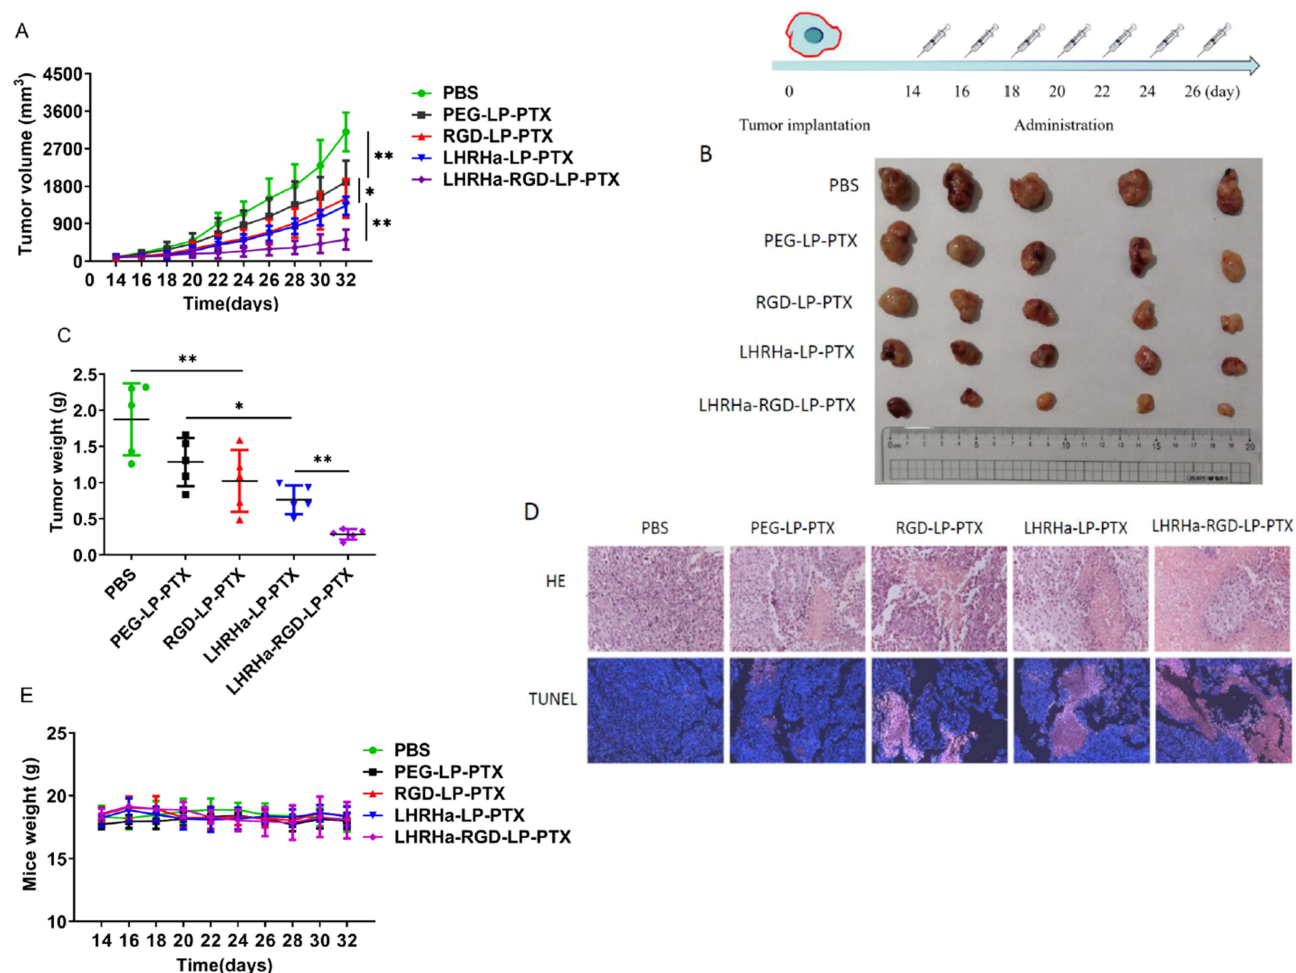 A
Tumor volume (mm³)
4500
3600
2700
1800
900
0
0 14 16 18 20 22 24 26 28 30 32
Time(days)
PBS
PEG-LP-PTX
RGD-LP-PTX
LHRHa-LP-PTX
LHRHa-RGD-LP-PTX
**
*
**
0 14 16 18 20 22 24 26 (day)
Tumor implantation Administration
B
PBS
PEG-LP-PTX
RGD-LP-PTX
LHRHa-LP-PTX
LHRHa-RGD-LP-PTX
0cm 5 10 15 20
C
Tumor weight (g)
2.5
2.0
1.5
1.0
0.5
0.0
**
*
**
PBS
PEG-LP-PTX
RGD-LP-PTX
LHRHa-LP-PTX
LHRHa-RGD-LP-PTX
D
PBS PEG-LP-PTX RGD-LP-PTX LHRHa-LP-PTX LHRHa-RGD-LP-PTX
HE
TUNEL
E
Mice weight (g)
25
20
15
10
14 16 18 20 22 24 26 28 30 32
Time(days)
PBS
PEG-LP-PTX
RGD-LP-PTX
LHRHa-LP-PTX
LHRHa-RGD-LP-PTX